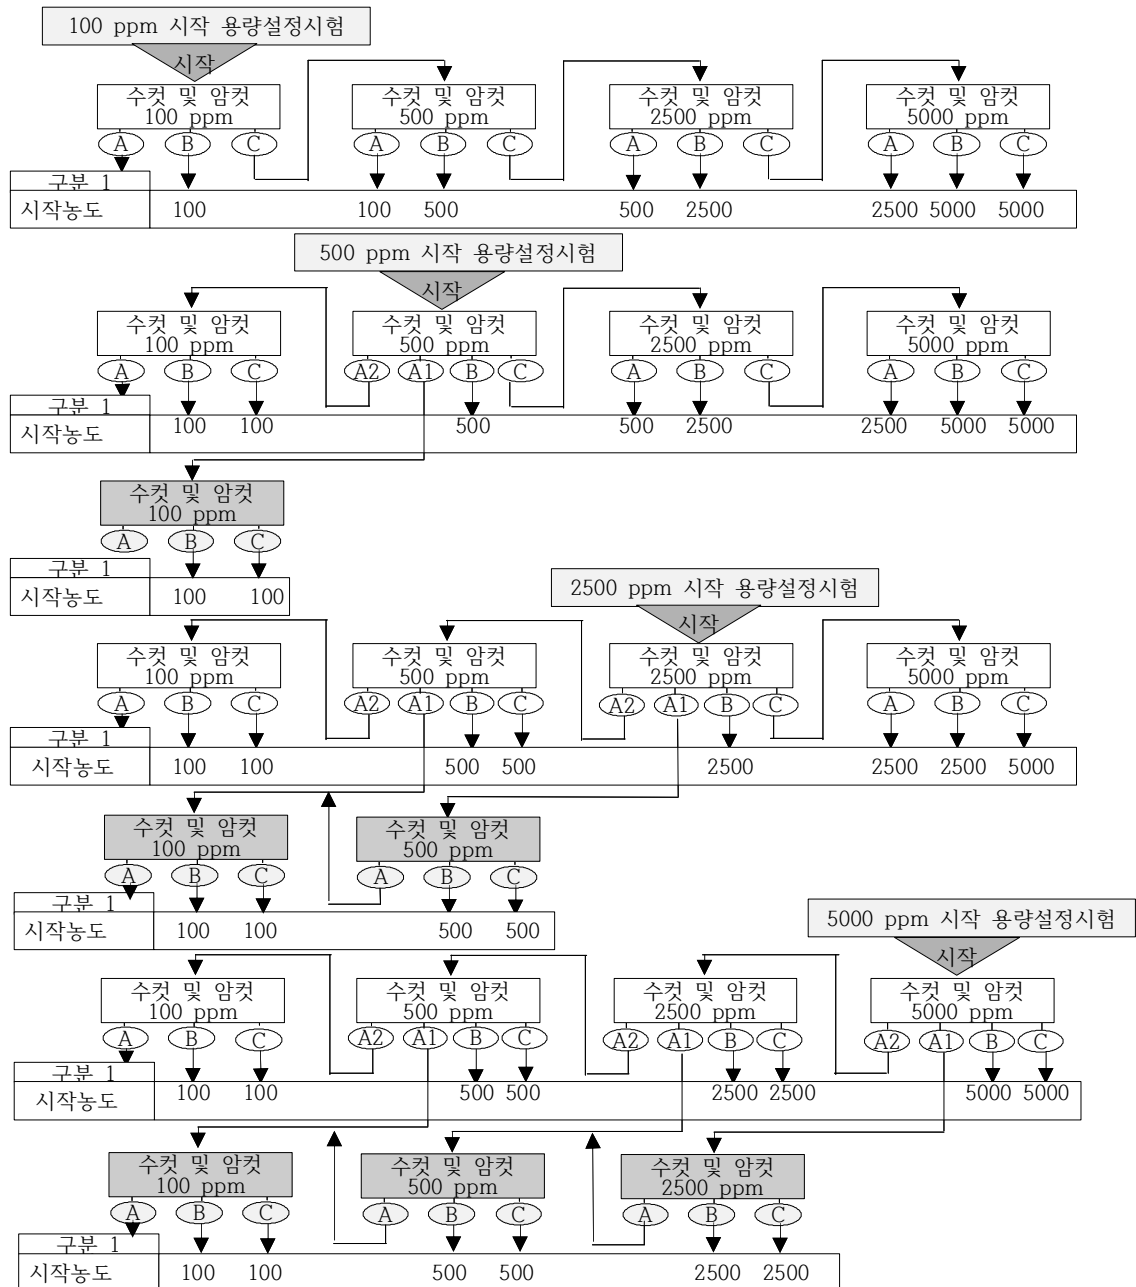 100 ppm 시작 용량설정시험
시작
수컷 및 암컷 수컷 및 암컷 수컷 및 암컷 수컷 및 암컷
100 ppm 500 ppm 2500 ppm 5000 ppm
A B C A B C A B C A B C
구분 1
시작농도 100 100 500 500 2500 2500 5000 5000
500 ppm 시작 용량설정시험
시작
수컷 및 암컷 수컷 및 암컷 수컷 및 암컷 수컷 및 암컷
100 ppm 500 ppm 2500 ppm 5000 ppm
A B C A2 A1 B C A B C A B C
구분 1
시작농도 100 100 500 500 2500 2500 5000 5000
수컷 및 암컷
100 ppm
A B C
구분 1
시작농도 100 100
2500 ppm 시작 용량설정시험
시작
수컷 및 암컷 수컷 및 암컷 수컷 및 암컷 수컷 및 암컷
100 ppm 500 ppm 2500 ppm 5000 ppm
A B C A2 A1 B C A2 A1 B C A B C
구분 1
시작농도 100 100 500 500 2500 2500 2500 5000
수컷 및 암컷 수컷 및 암컷
100 ppm 500 ppm
A B C A B C
구분 1
시작농도 100 100 500 500
5000 ppm 시작 용량설정시험
시작
수컷 및 암컷 수컷 및 암컷 수컷 및 암컷 수컷 및 암컷
100 ppm 500 ppm 2500 ppm 5000 ppm
A B C A2 A1 B C A2 A1 B C A2 A1 B C
구분 1
시작농도 100 100 500 500 2500 2500 5000 5000
수컷 및 암컷 수컷 및 암컷 수컷 및 암컷
100 ppm 500 ppm 2500 ppm
A B C A B C A B C
구분 1
시작농도 100 100 500 500 2500 2500